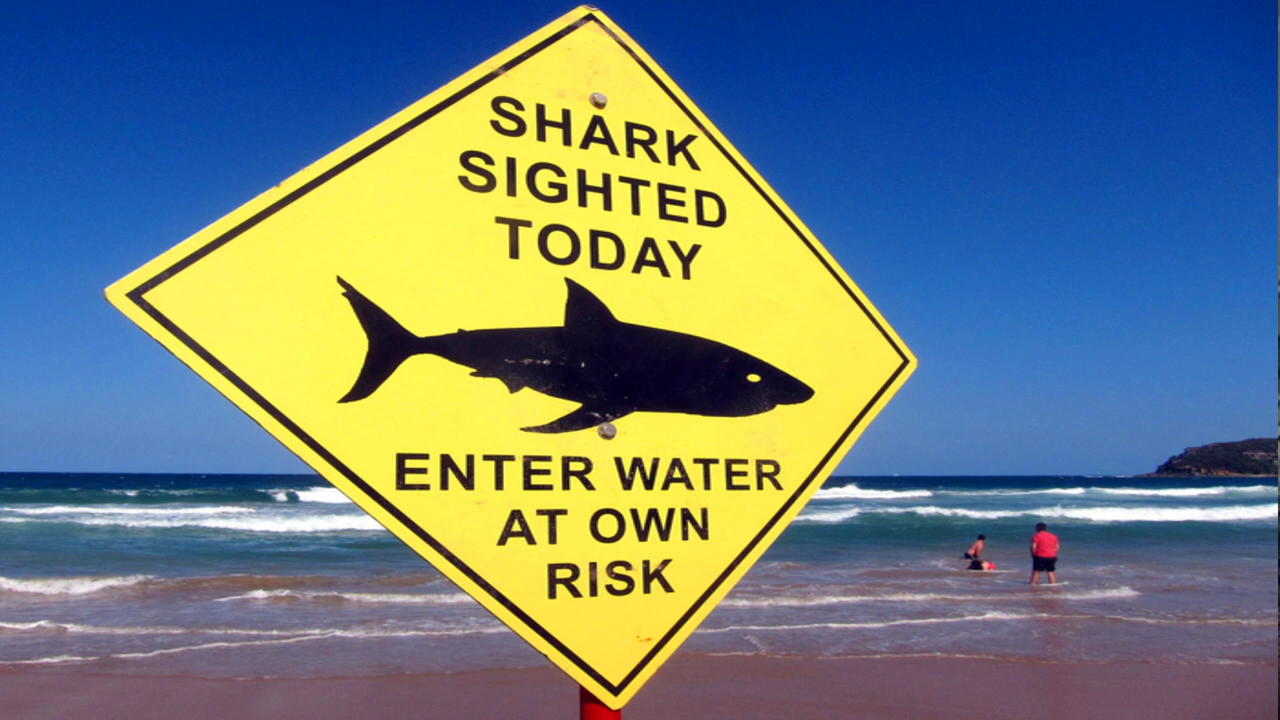 SHARK
SIGHTED
TODAY
ENTER WATER
AT OWN
RISK